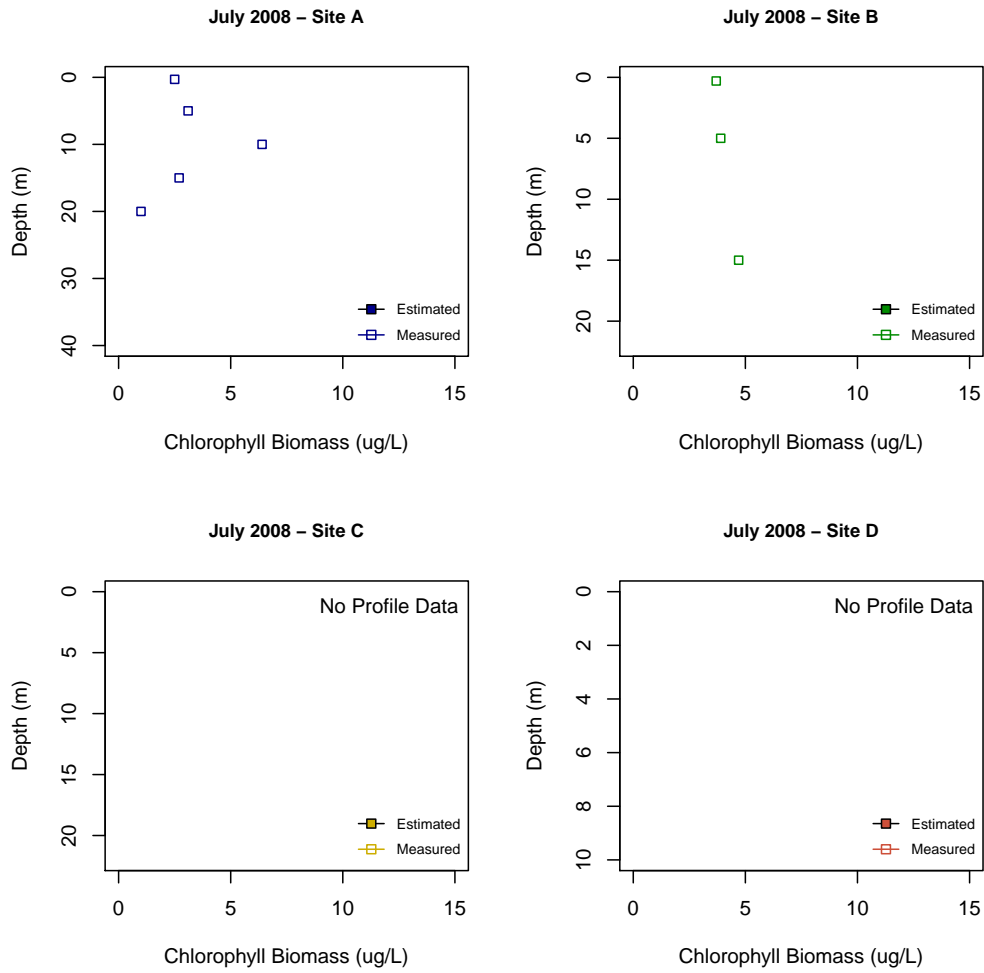 July 2008 – Site A
Depth (m)
0
10
20
30
40
Estimated
Measured
0 5 10 15
Chlorophyll Biomass (ug/L)
July 2008 – Site B
Depth (m)
0
5
10
15
20
Estimated
Measured
0 5 10 15
Chlorophyll Biomass (ug/L)
July 2008 – Site C
No Profile Data
Depth (m)
0
5
10
15
20
Estimated
Measured
0 5 10 15
Chlorophyll Biomass (ug/L)
July 2008 – Site D
No Profile Data
Depth (m)
0
2
4
6
8
10
Estimated
Measured
0 5 10 15
Chlorophyll Biomass (ug/L)